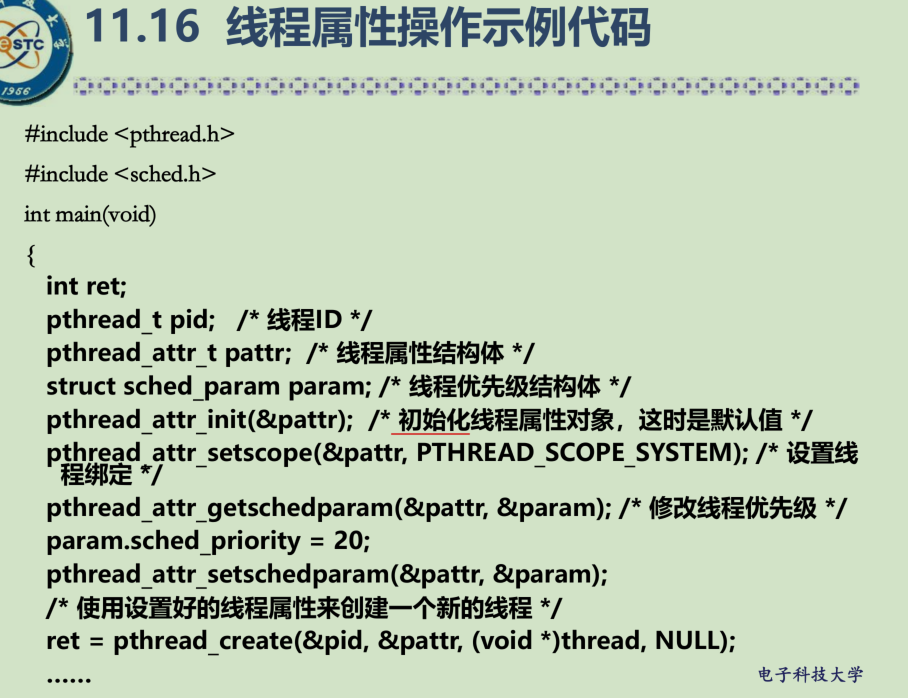 11.16 线程属性操作示例代码
STC
1956
#include <pthread.h>
#include <sched.h>
int main(void)
{
int ret;
pthread_t pid; /* 线程ID */
pthread_attr_t pattr; /* 线程属性结构体 */
struct sched_param param; /* 线程优先级结构体 */
pthread_attr_init(&pattr); /* 初始化线程属性对象，这时是默认值 */
pthread_attr_setscope(&pattr, PTHREAD_SCOPE_SYSTEM); /* 设置线
程绑定 */
pthread_attr_getschedparam(&pattr, &param); /* 修改线程优先级 */
param.sched_priority = 20;
pthread_attr_setschedparam(&pattr, &param);
/* 使用设置好的线程属性来创建一个新的线程 */
ret = pthread_create(&pid, &pattr, (void *)thread, NULL);
……
电子科技大学